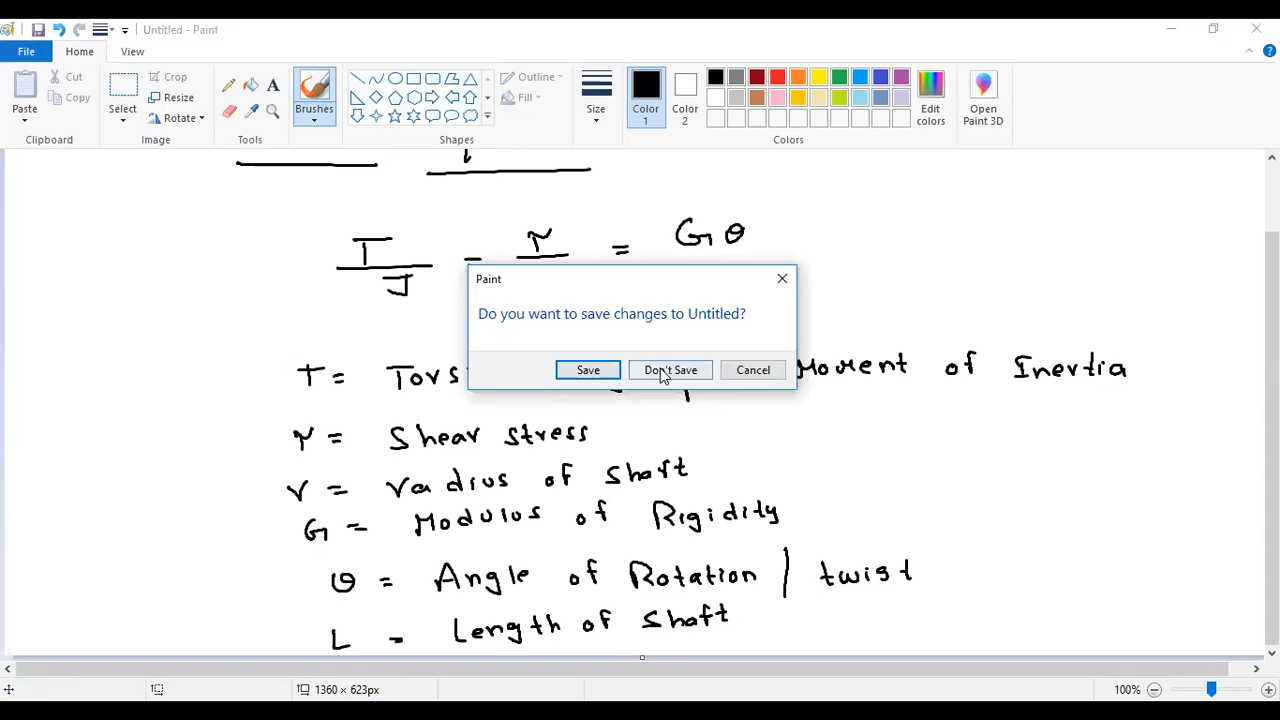 Untitled - Paint
File Home View
Paste Cut Copy Clipboard
Select Crop Resize Rotate Image
Tools
Brushes
Shapes Outline Fill
Size
Color 1 Color 2 Edit colors Colors
Open Paint 3D
T = τ = Gθ
J
Paint
Do you want to save changes to Untitled?
Save Don't Save Cancel
T = Moment of Inertia
τ = Shear stress
r = radius of shaft
G = Modulus of Rigidity
θ = Angle of Rotation | twist
L = Length of shaft
1360 × 623px 100%